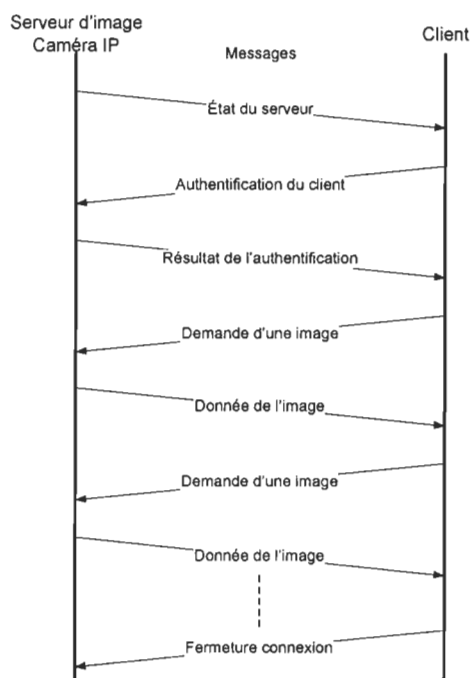 Serveur d'image
Caméra IP
Messages
Client
État du serveur
Authentification du client
Résultat de l'authentification
Demande d'une image
Donnée de l'image
Demande d'une image
Donnée de l'image
Fermeture connexion